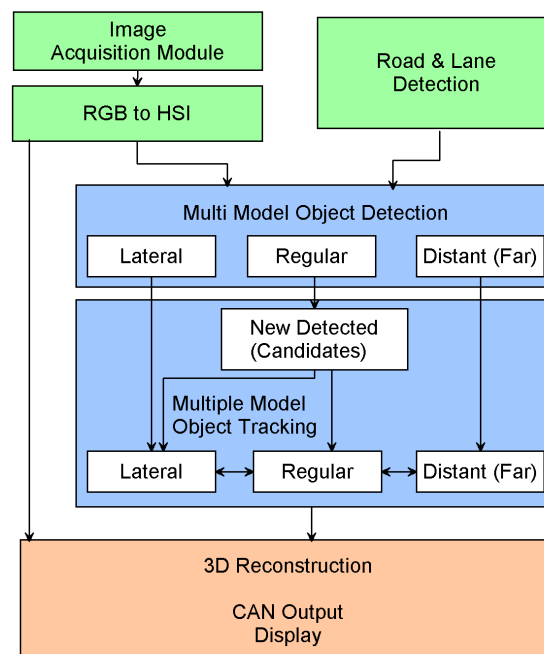 Image
Acquisition Module
Road & Lane
Detection
RGB to HSI
Multi Model Object Detection
Lateral
Regular
Distant (Far)
New Detected
(Candidates)
Multiple Model
Object Tracking
Lateral
Regular
Distant (Far)
3D Reconstruction
CAN Output
Display